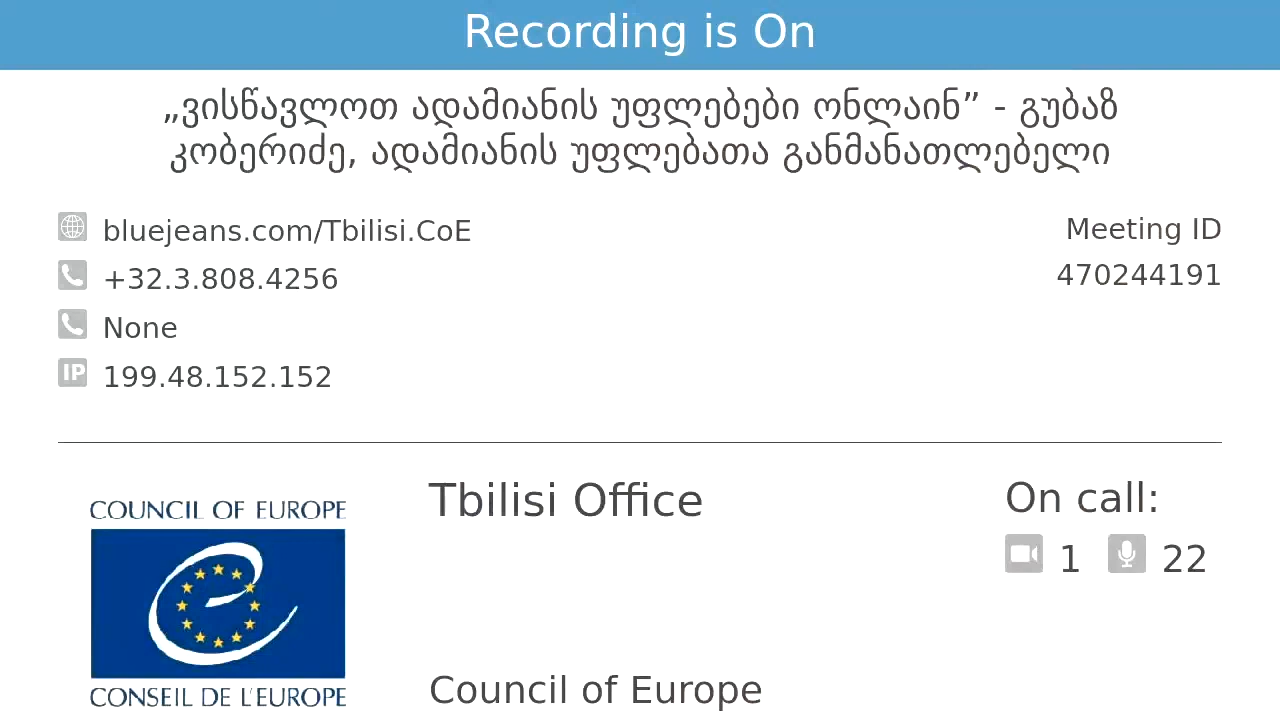 Recording is On
„ვისწავლოთ ადამიანის უფლებები ონლაინ” - გუბაზ
კობერიძე, ადამიანის უფლებათა განმანათლებელი
bluejeans.com/Tbilisi.CoE
+32.3.808.4256
None
IP 199.48.152.152
Meeting ID
470244191
COUNCIL OF EUROPE
CONSEIL DE L'EUROPE
Tbilisi Office
Council of Europe
On call:
1 22